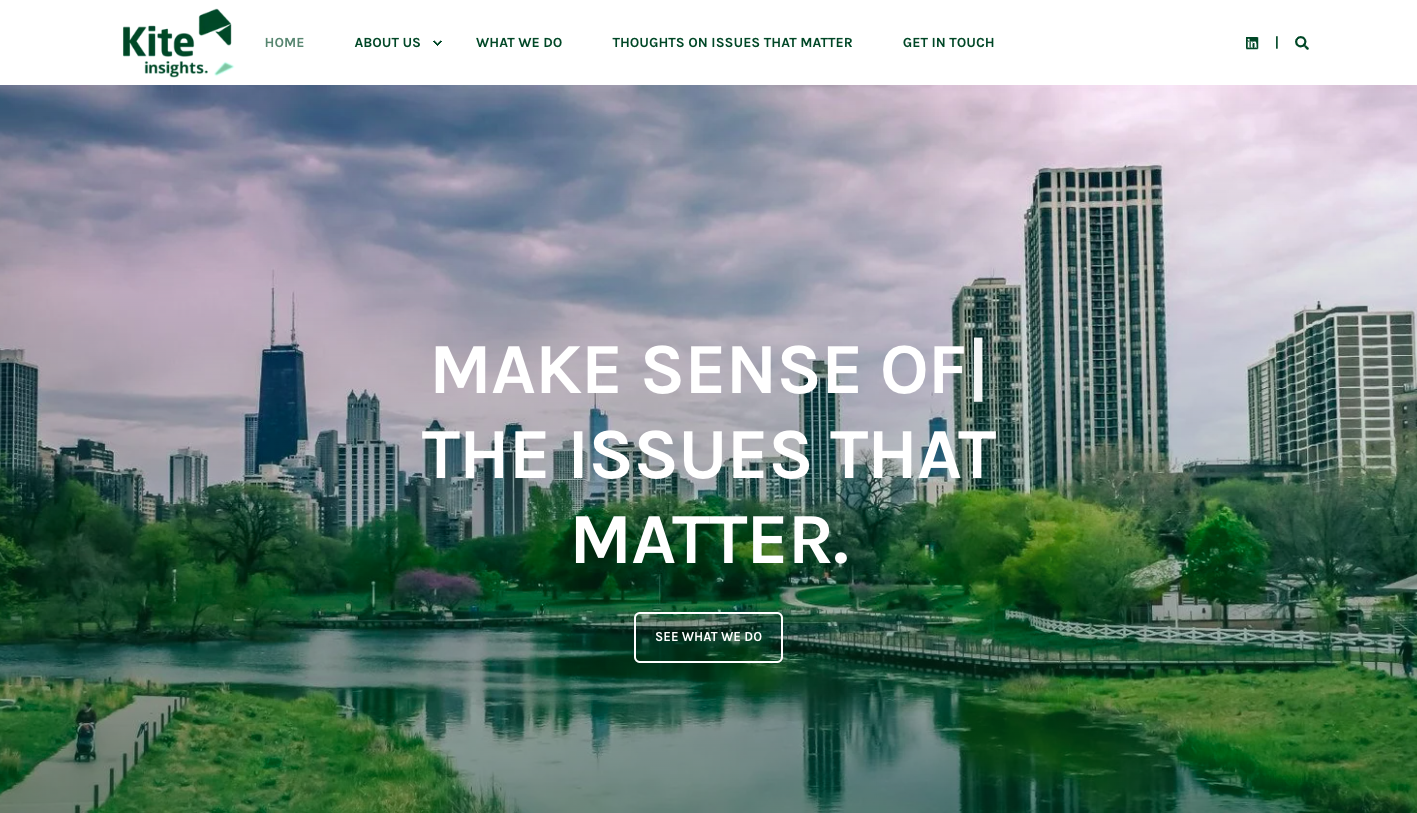 Kite
insights.
HOME
ABOUT US
WHAT WE DO
THOUGHTS ON ISSUES THAT MATTER
GET IN TOUCH
MAKE SENSE OF|
THE ISSUES THAT
MATTER.
SEE WHAT WE DO